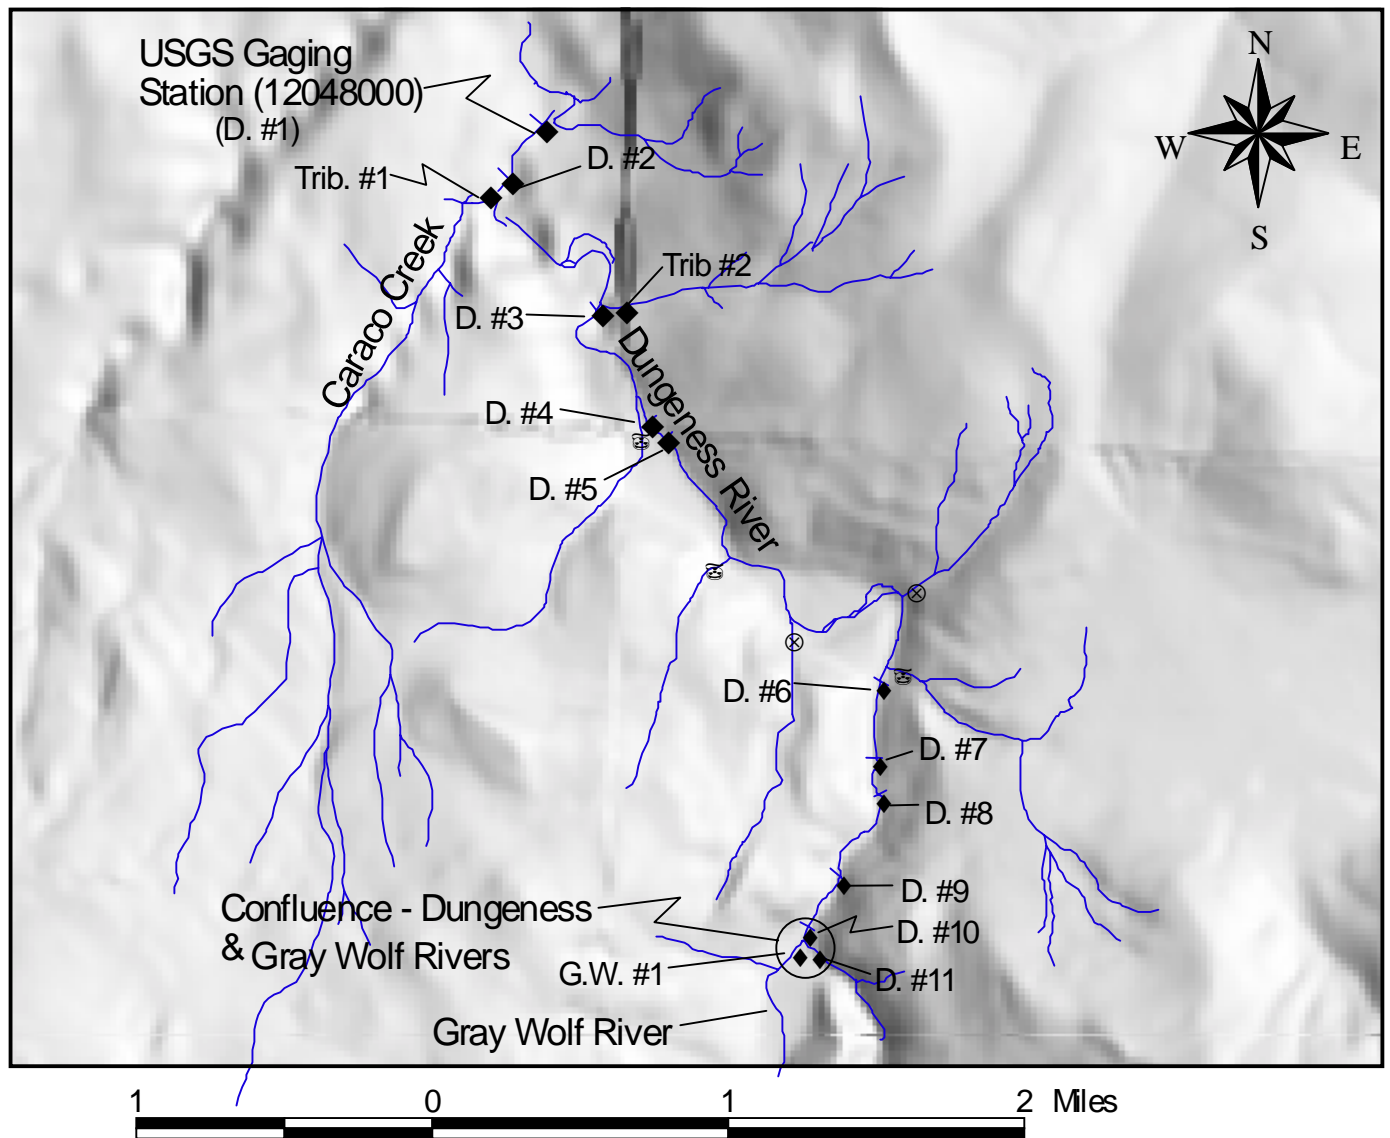 USGS Gaging
Station (12048000)
(D. #1)
N
W
E
S
D. #2
Trib. #1
Caraco Creek
Trib #2
D. #3
Dungeness River
D. #4
D. #5
D. #6
D. #7
D. #8
D. #9
Confluence - Dungeness
& Gray Wolf Rivers
D. #10
G.W. #1
D. #11
Gray Wolf River
1 0 1 2 Miles